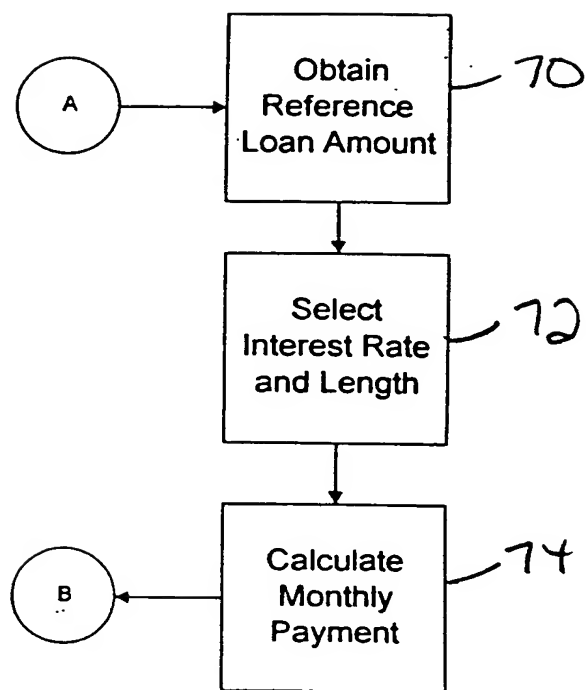 A
Obtain
Reference
Loan Amount
70
Select
Interest Rate
and Length
72
Calculate
Monthly
Payment
74
B